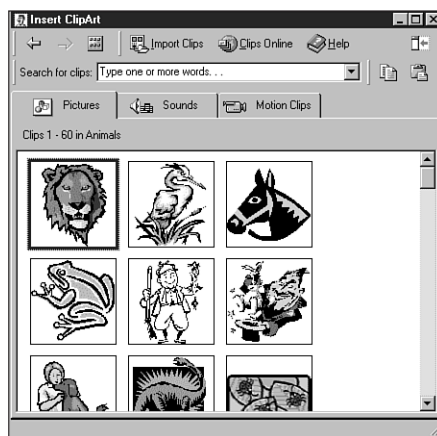 Insert ClipArt
Import Clips Clips Online Help
Search for clips: Type one or more words. . .
Pictures Sounds Motion Clips
Clips 1 - 60 in Animals